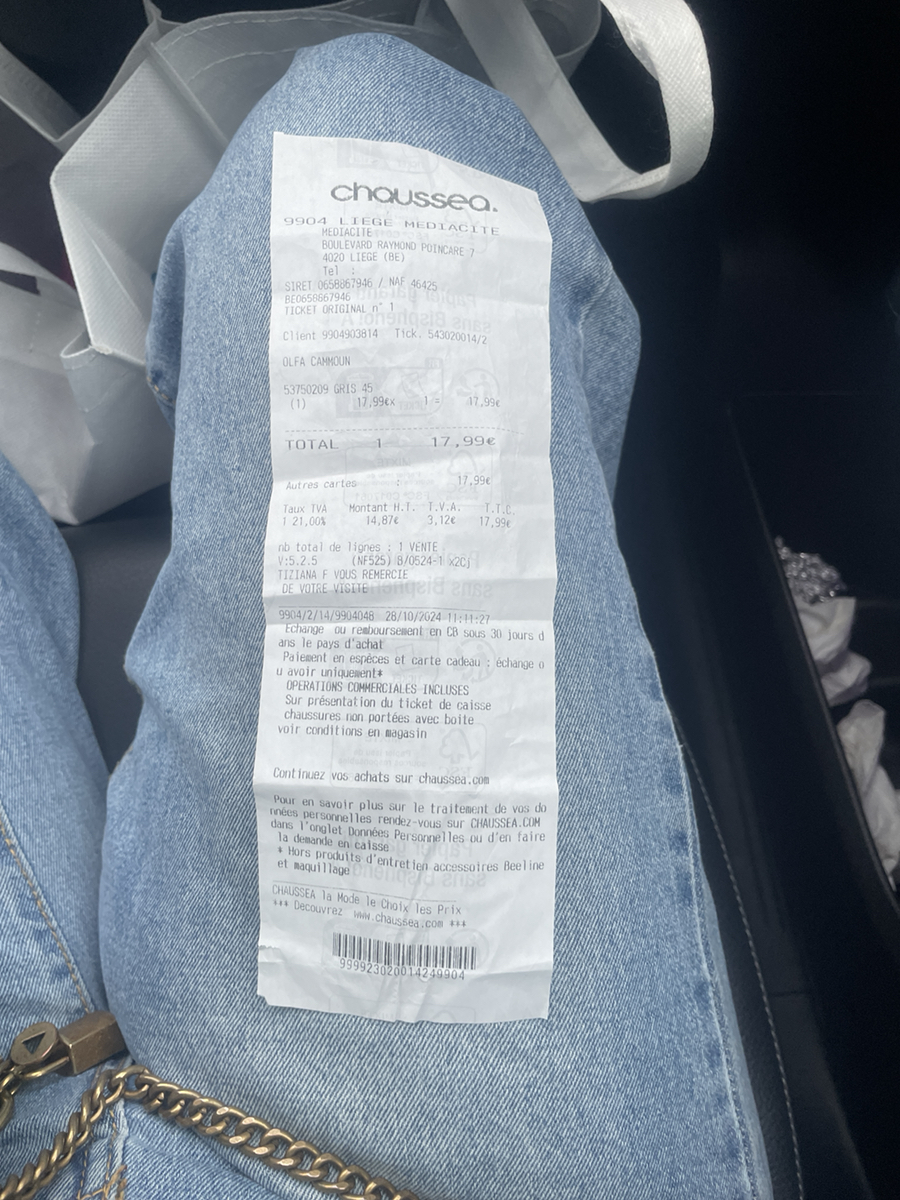 chaussea.
9904 LIEGE MEDIACITE
MEDIACITE
BOULEVARD RAYMOND POINCARE 7
4020 LIEGE (BE)
Tel :
SIRET 0658867946 / NAF 46425
BE0658867946
TICKET ORIGINAL n° 1
Client 9904903814 Tick. 543020014/2
OLFA CAMMOUN
53750209 GRIS 45
(1) 17,99€x 1 = 17,99€
TOTAL 1 17,99€
Autres cartes : 17,99€
Taux TVA Montant H.T. T.V.A. T.T.C.
1 21,00% 14,87€ 3,12€ 17,99€
nb total de lignes : 1 VENTE
V:5.2.5 (NF525) B/0524-1 x2Cj
TIZIANA F VOUS REMERCIE
DE VOTRE VISITE
9904/2/14/9904048 28/10/2024 11:11:27
Echange ou remboursement en CB sous 30 jours d
ans le pays d'achat
Paiement en espèces et carte cadeau : échange o
u avoir uniquement*
OPERATIONS COMMERCIALES INCLUSES
Sur présentation du ticket de caisse
chaussures non portées avec boite
voir conditions en magasin
Continuez vos achats sur chaussea.com
Pour en savoir plus sur le traitement de vos do
nnées personnelles rendez-vous sur CHAUSSEA.COM
dans l'onglet Données Personnelles ou d'en faire
la demande en caisse
* Hors produits d'entretien accessoires Beeline
et maquillage
CHAUSSEA la Mode le Choix les Prix
*** Decouvrez www.chaussea.com ***
999923020014249904